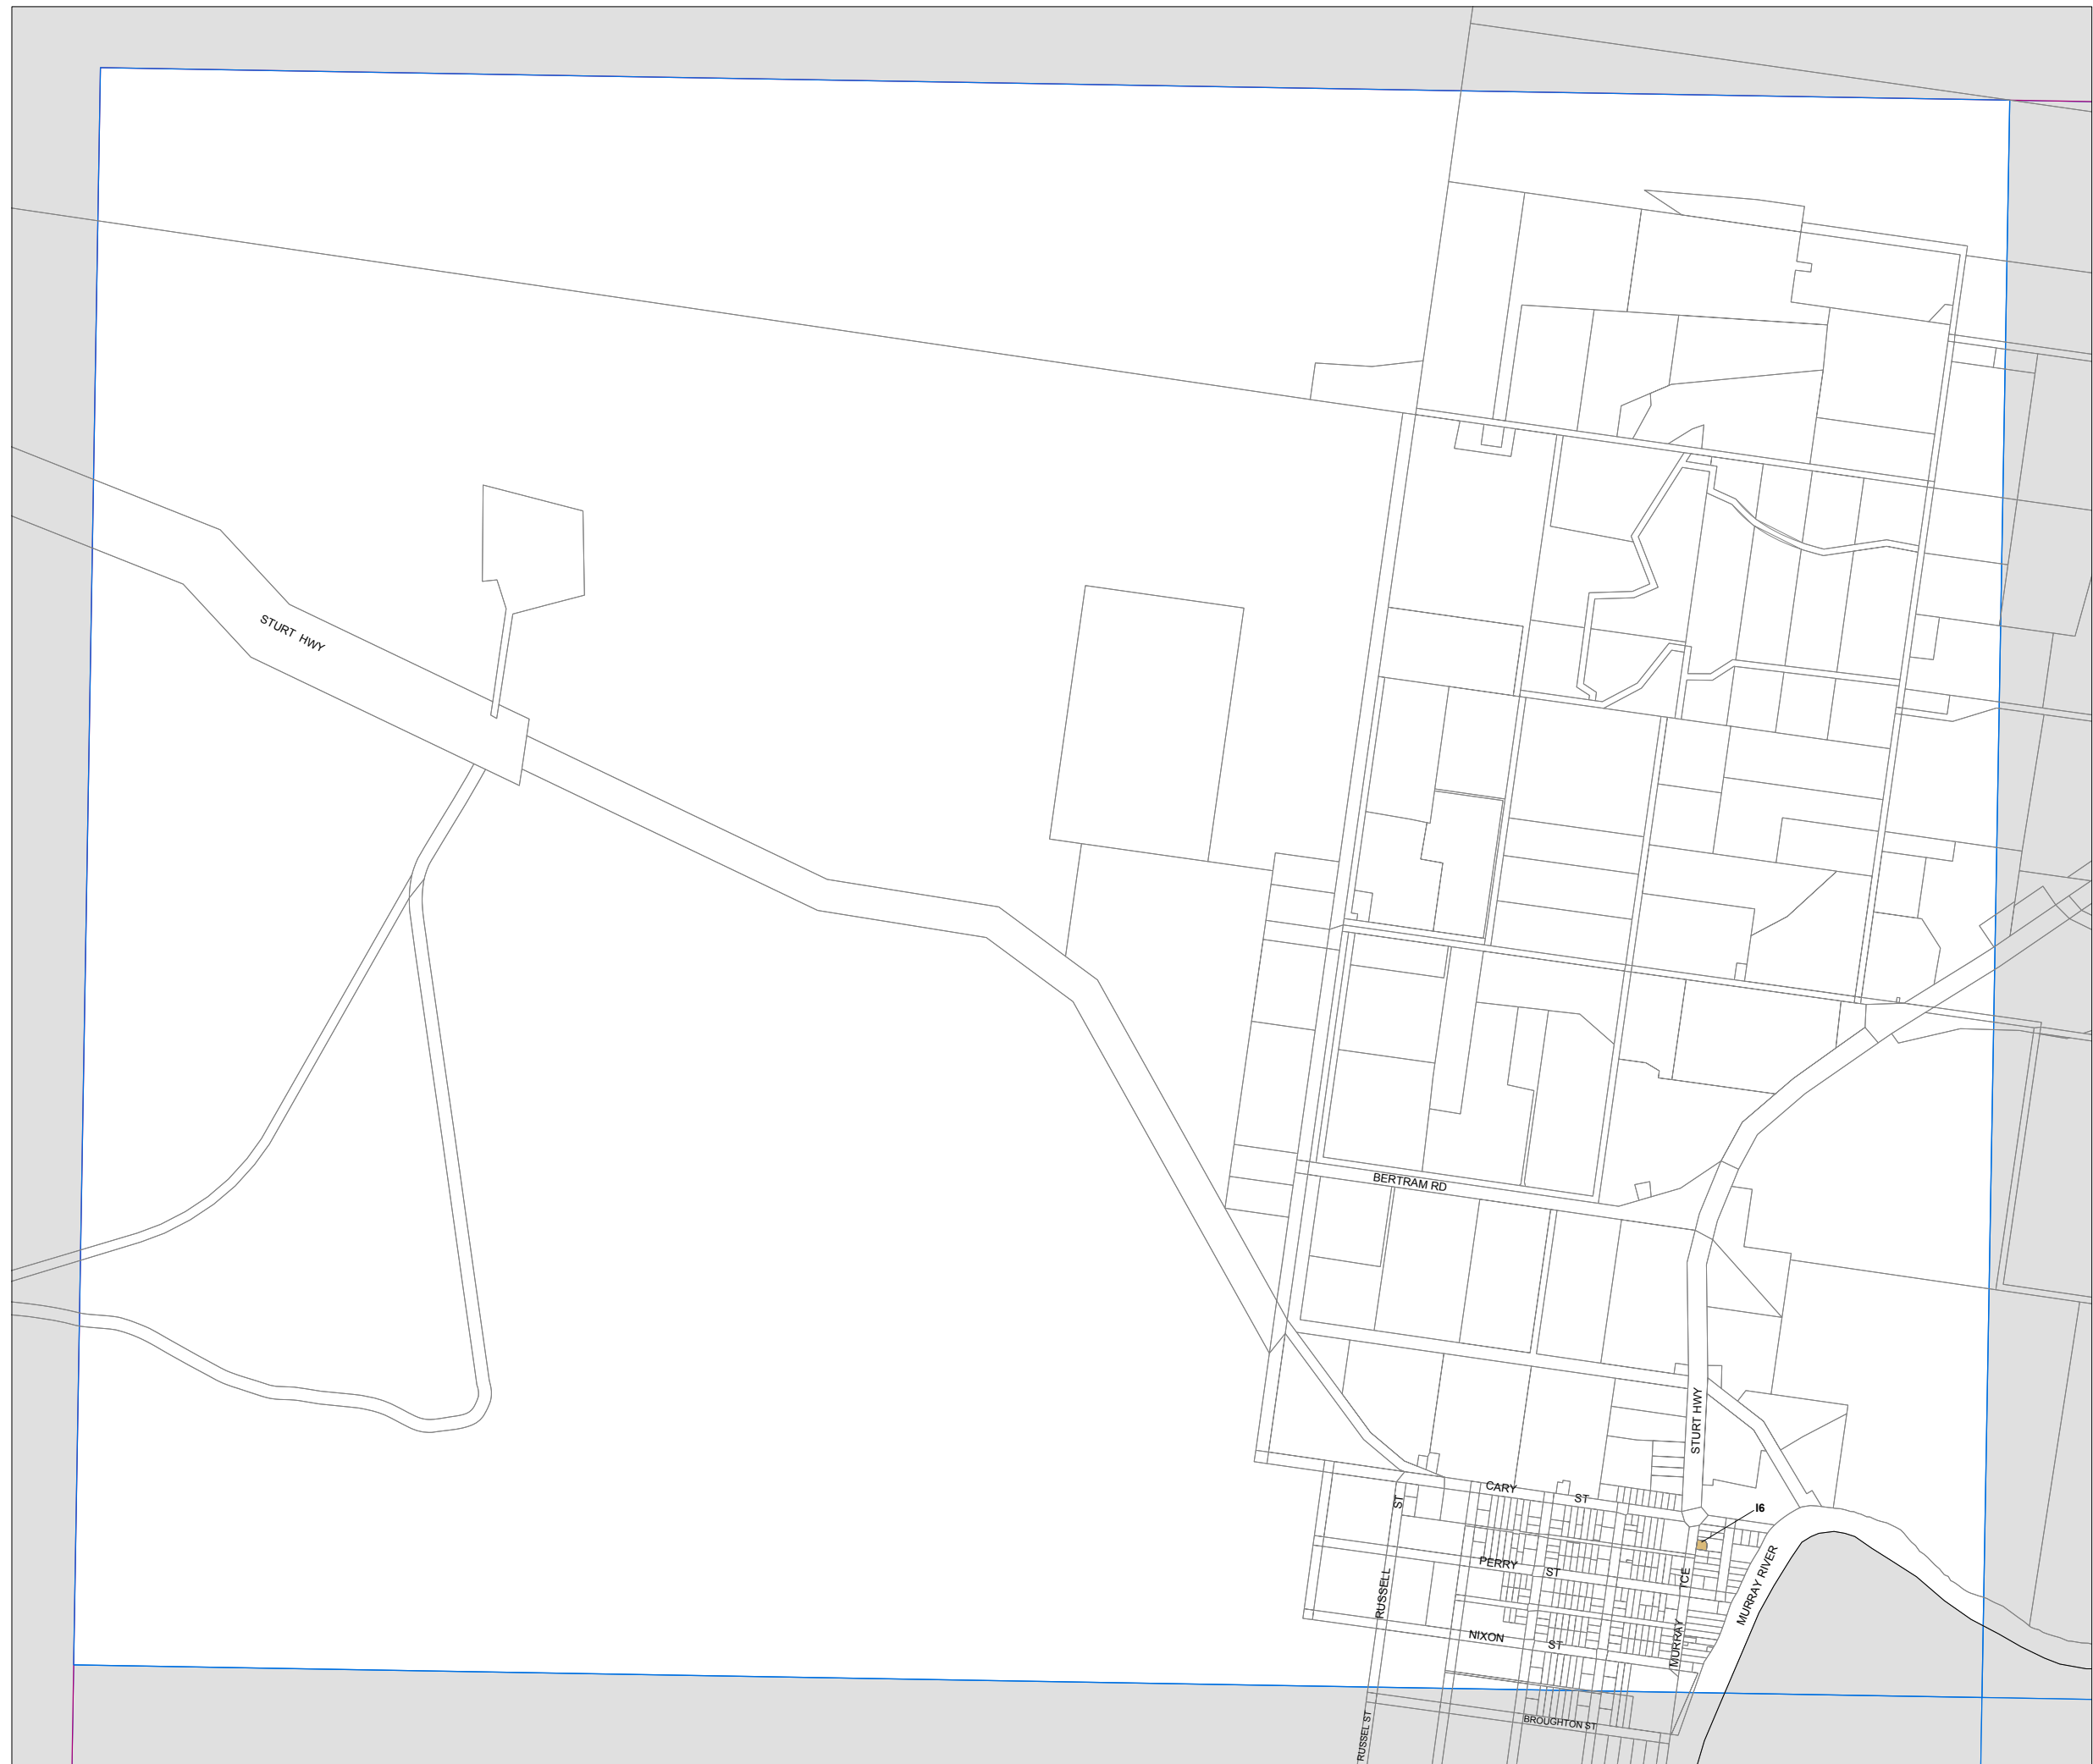 STURT HWY
BERTRAM RD
STURT HWY
CARY ST
I6
RUSSELL ST
PERRY ST
MURRAY TCE
MURRAY RIVER
NIXON ST
BROUGHTON ST
RUSSEL ST